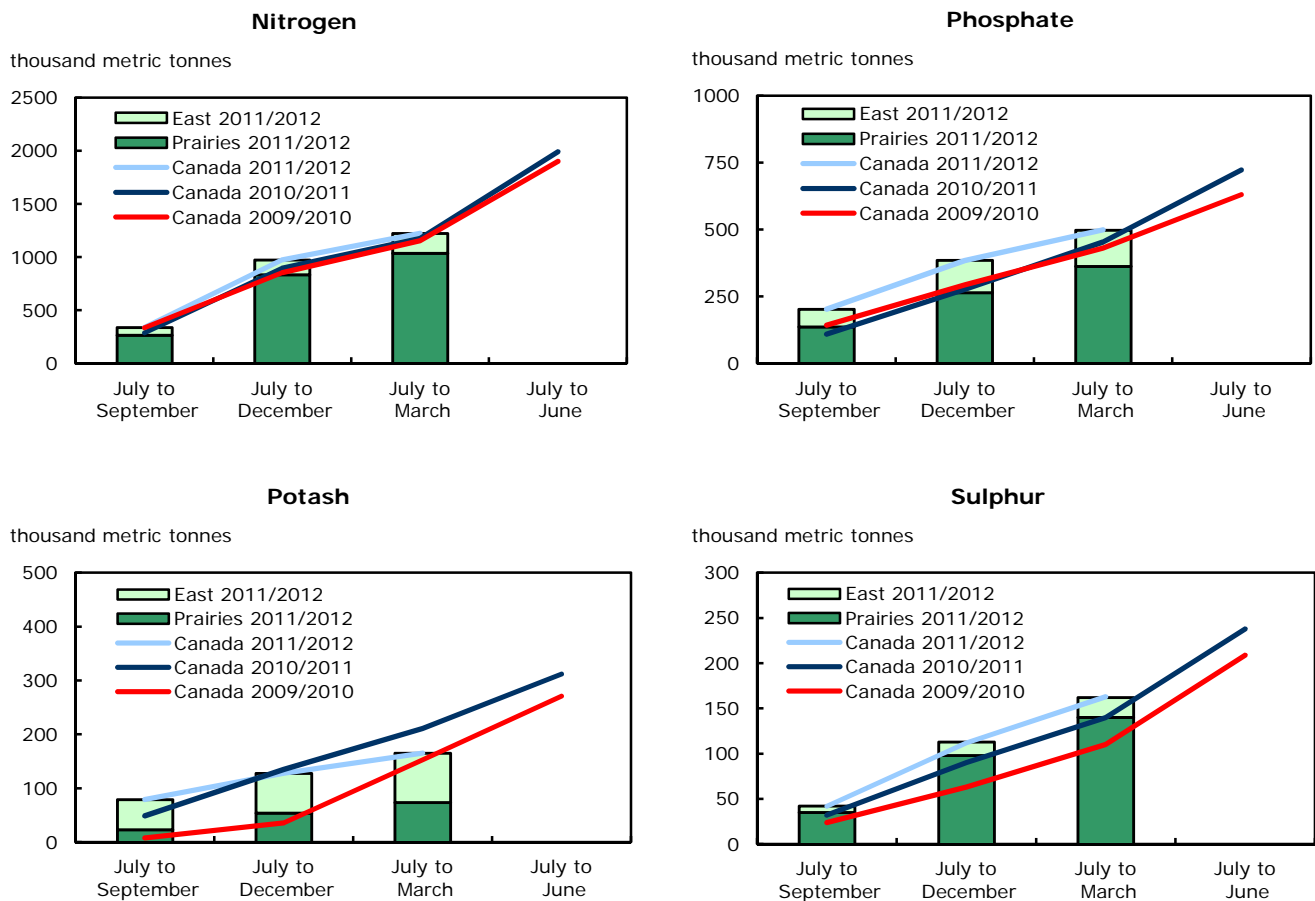 Nitrogen
thousand metric tonnes
2500
2000
1500
1000
500
0
East 2011/2012
Prairies 2011/2012
Canada 2011/2012
Canada 2010/2011
Canada 2009/2010
July to
September
July to
December
July to
March
July to
June
Phosphate
thousand metric tonnes
1000
750
500
250
0
East 2011/2012
Prairies 2011/2012
Canada 2011/2012
Canada 2010/2011
Canada 2009/2010
July to
September
July to
December
July to
March
July to
June
Potash
thousand metric tonnes
500
400
300
200
100
0
East 2011/2012
Prairies 2011/2012
Canada 2011/2012
Canada 2010/2011
Canada 2009/2010
July to
September
July to
December
July to
March
July to
June
Sulphur
thousand metric tonnes
300
250
200
150
100
50
0
East 2011/2012
Prairies 2011/2012
Canada 2011/2012
Canada 2010/2011
Canada 2009/2010
July to
September
July to
December
July to
March
July to
June